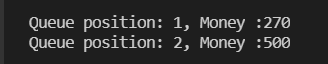 Queue position: 1, Money :270
Queue position: 2, Money :500